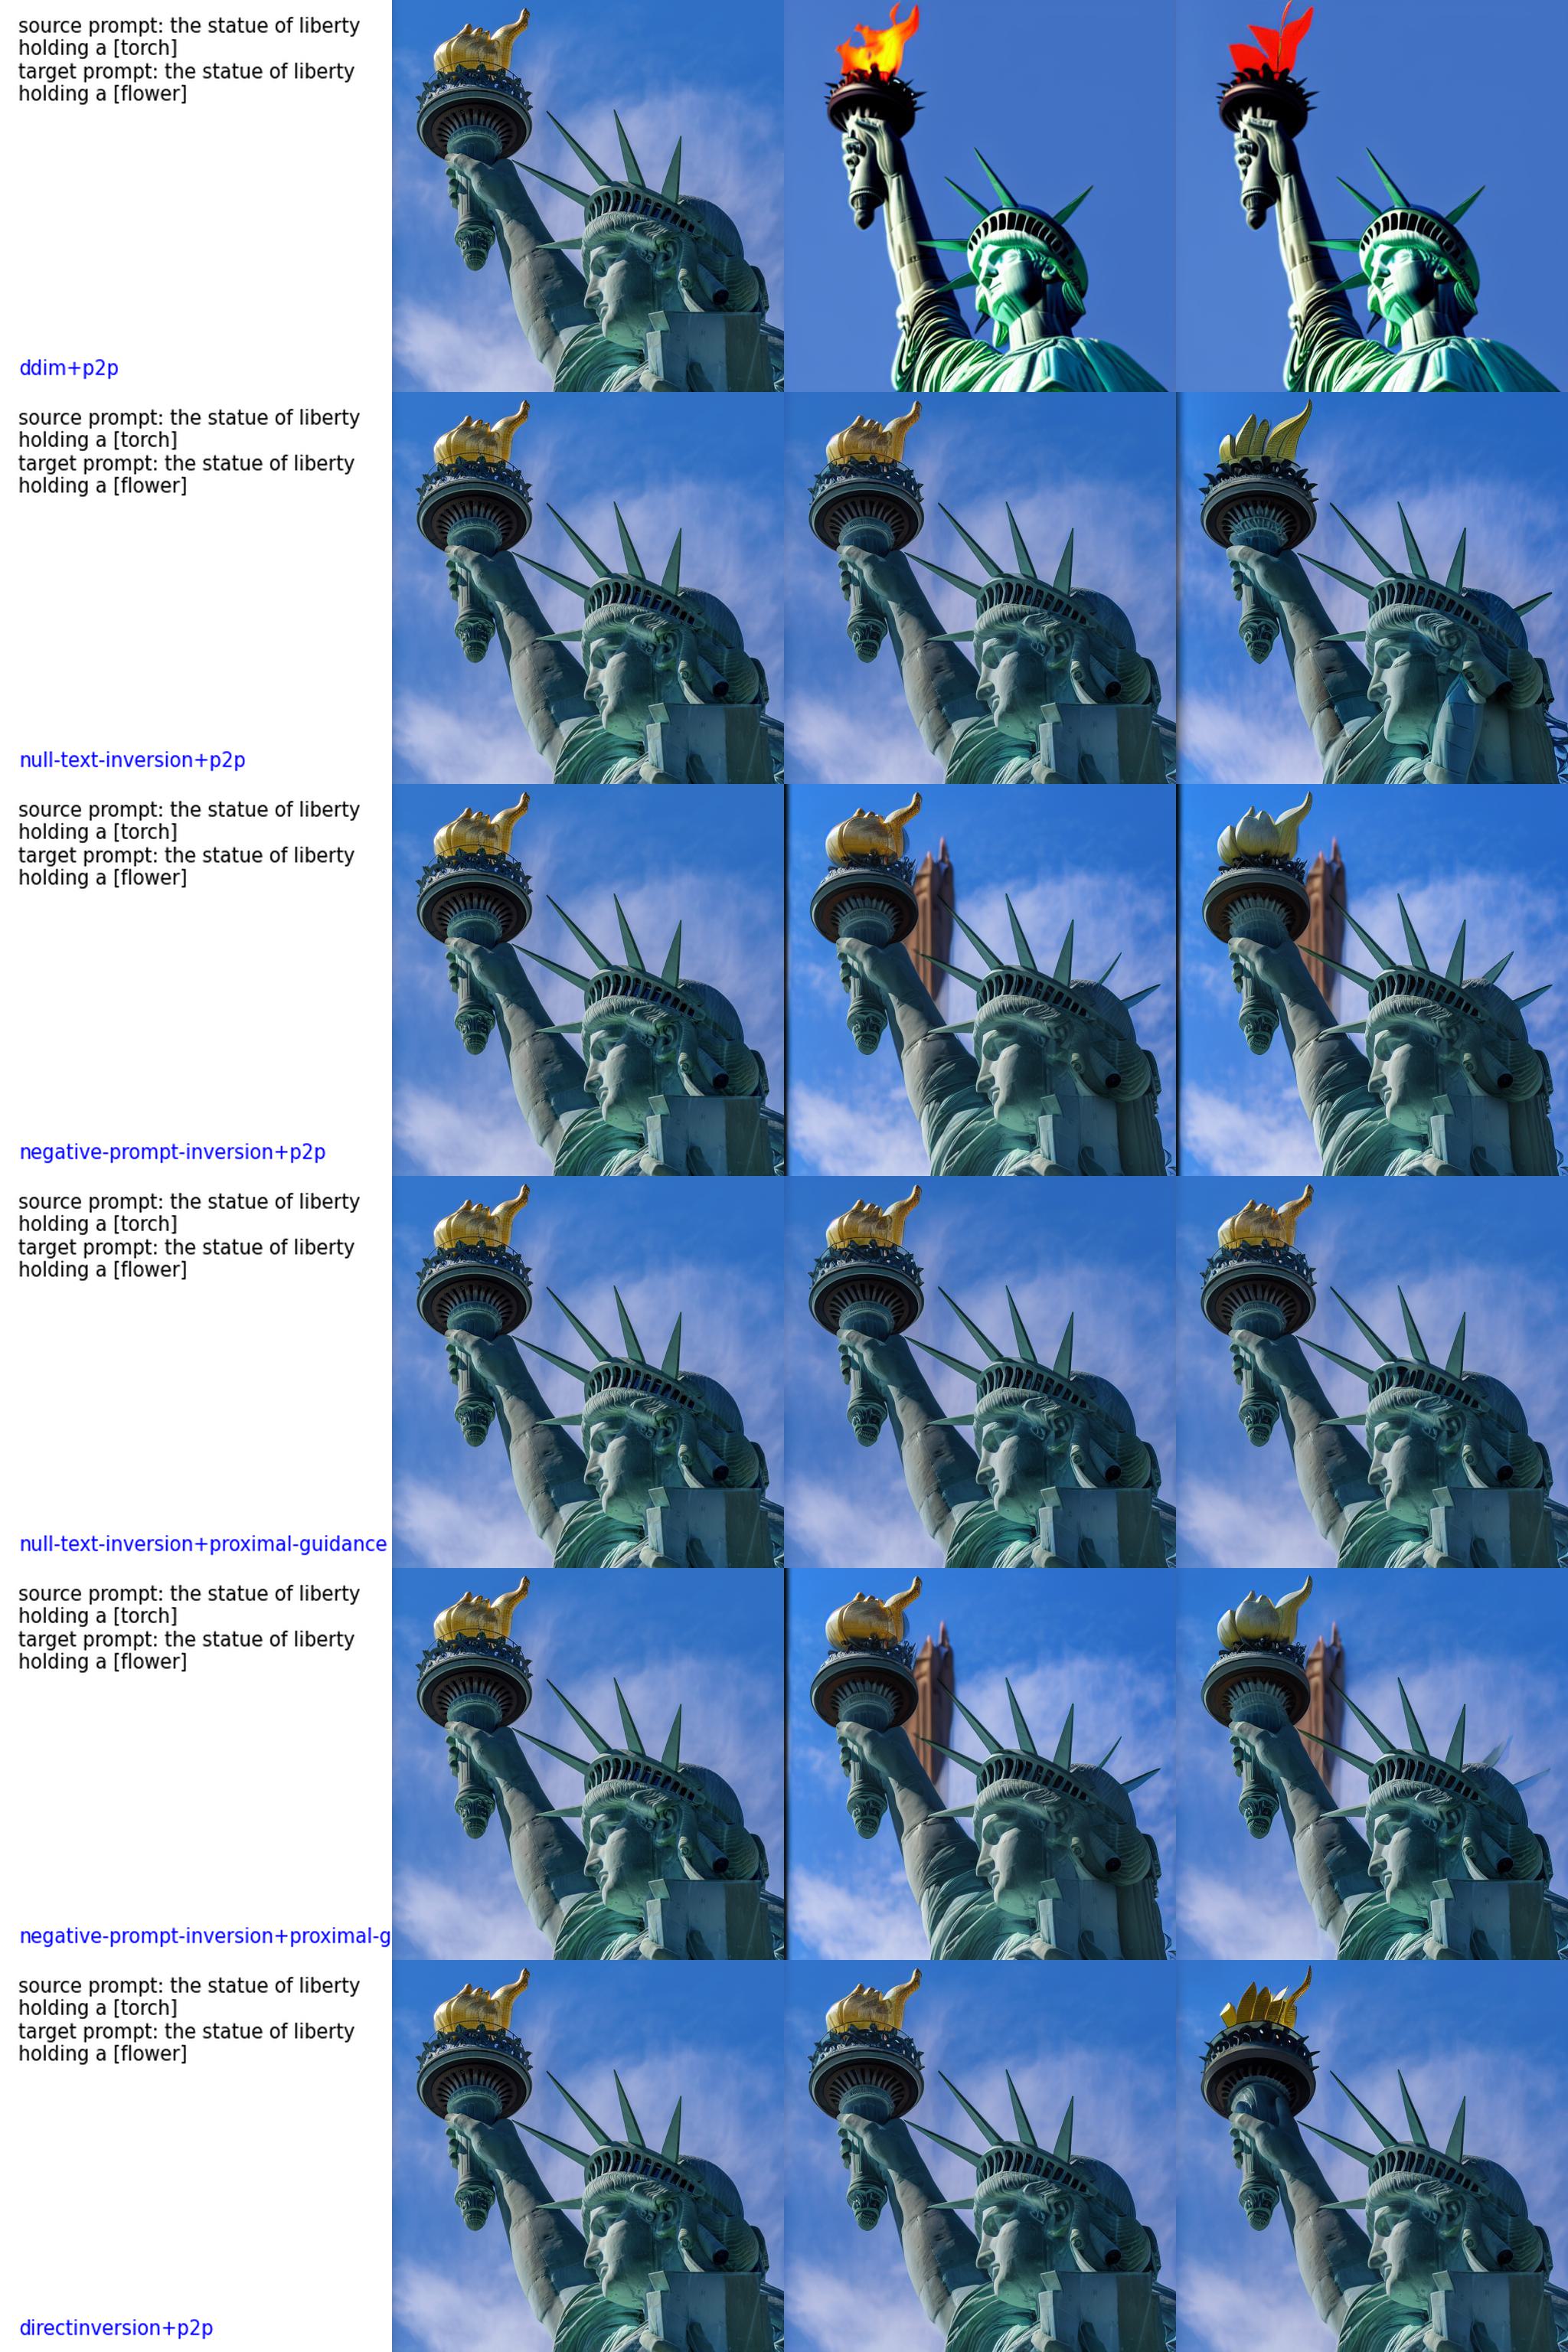 source prompt: the statue of liberty
holding a [torch]
target prompt: the statue of liberty
holding a [flower]
ddim+p2p
source prompt: the statue of liberty
holding a [torch]
target prompt: the statue of liberty
holding a [flower]
null-text-inversion+p2p
source prompt: the statue of liberty
holding a [torch]
target prompt: the statue of liberty
holding a [flower]
negative-prompt-inversion+p2p
source prompt: the statue of liberty
holding a [torch]
target prompt: the statue of liberty
holding a [flower]
null-text-inversion+proximal-guidance
source prompt: the statue of liberty
holding a [torch]
target prompt: the statue of liberty
holding a [flower]
negative-prompt-inversion+proximal-g
source prompt: the statue of liberty
holding a [torch]
target prompt: the statue of liberty
holding a [flower]
directinversion+p2p